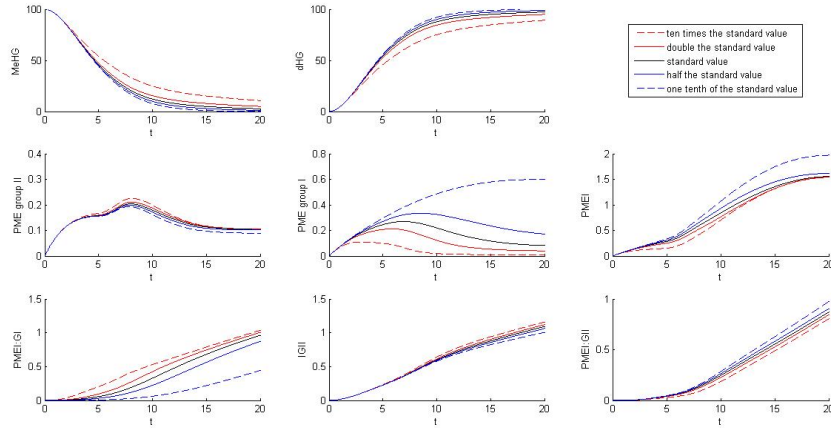 100
50
0
MeHG
0 5 10 15 20
t
100
50
0
dHG
0 5 10 15 20
t
ten times the standard value
double the standard value
standard value
half the standard value
one tenth of the standard value
0.4
0.3
0.2
0.1
0
PME group II
0 5 10 15 20
t
0.8
0.6
0.4
0.2
0
PME group I
0 5 10 15 20
t
2
1.5
1
0.5
0
PMEI
0 5 10 15 20
t
1.5
1
0.5
0
PMEI:GI
0 5 10 15 20
t
1.5
1
0.5
0
IGII
0 5 10 15 20
t
1.5
1
0.5
0
PMEI:GII
0 5 10 15 20
t